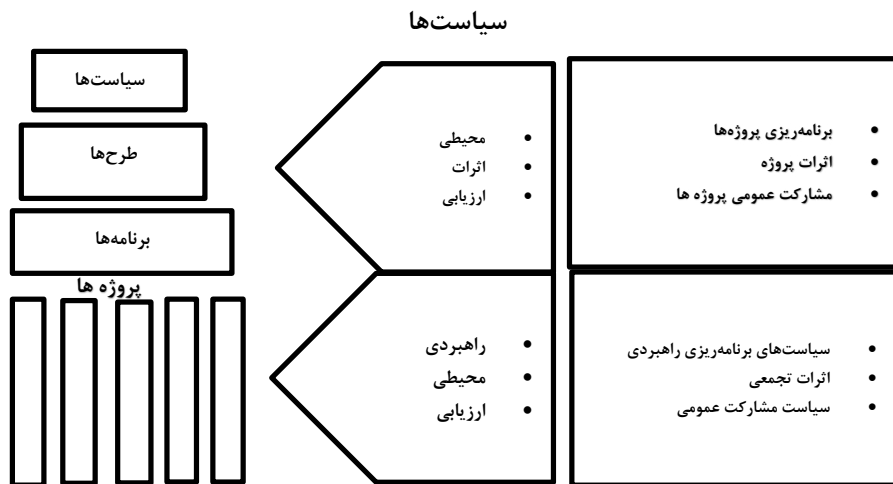 سیاست‌ها
برنامه‌ریزی پروژه‌ها
اثرات پروژه
مشارکت عمومی پروژه ها
محیطی
اثرات
ارزیابی
سیاست‌های برنامه‌ریزی راهبردی
اثرات تجمعی
سیاست مشارکت عمومی
راهبردی
محیطی
ارزیابی
سیاست‌ها
طرح‌ها
برنامه‌ها
پروژه ها